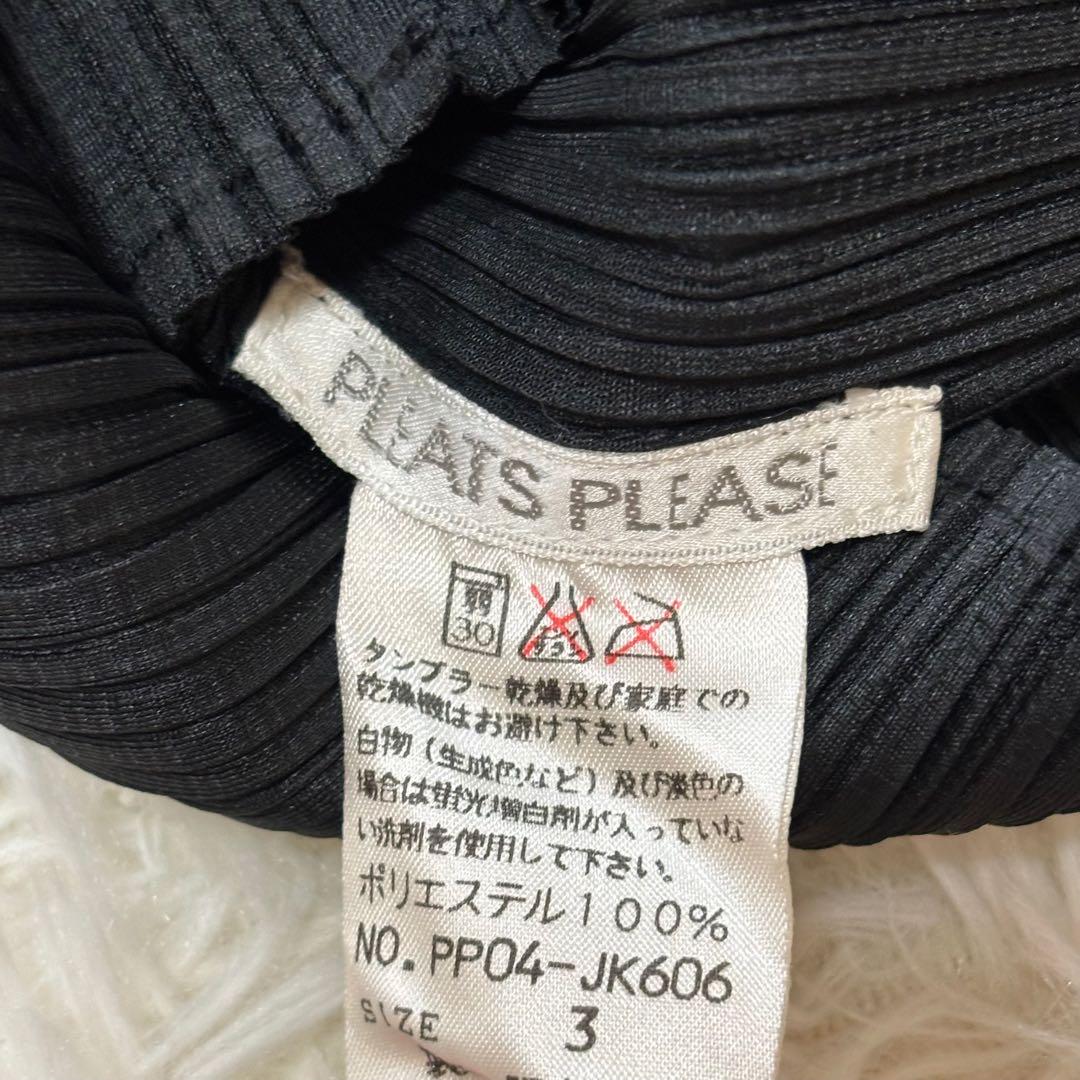 PLEATS PLEASE
弱
30
タンブラー乾燥及び家庭での
乾燥機はお避け下さい。
白物(生成色など)及び淡色の
場合は蛍光増白剤が入っていな
い洗剤を使用して下さい。
ポリエステル100%
NO.PP04-JK606
SIZE 3